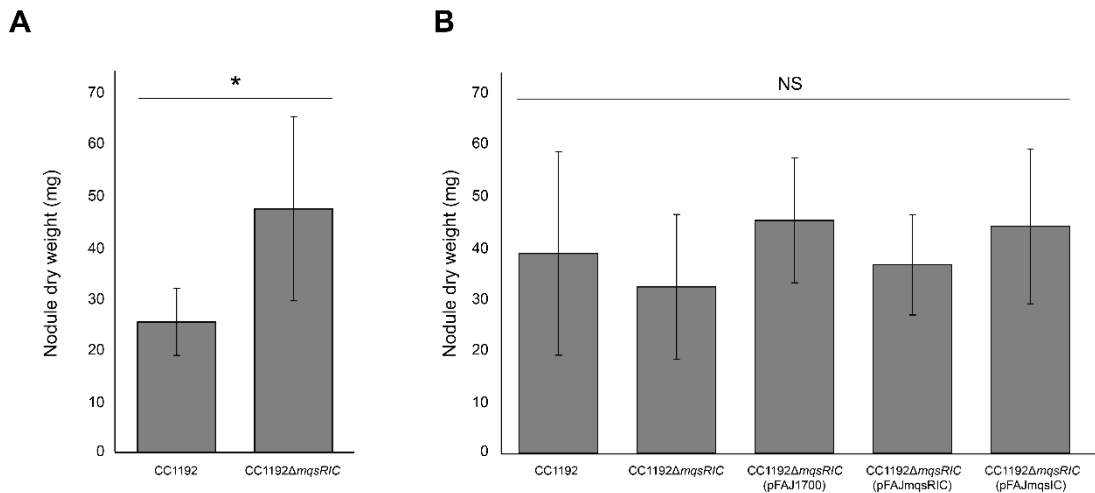 A
B
*
NS
Nodule dry weight (mg)
70
60
50
40
30
20
10
0
CC1192
CC1192ΔmqsRIC
Nodule dry weight (mg)
70
60
50
40
30
20
10
0
CC1192
CC1192ΔmqsRIC
CC1192ΔmqsRIC
(pFAJ1700)
CC1192ΔmqsRIC
(pFAJmqsRIC)
CC1192ΔmqsRIC
(pFAJmqsIC)